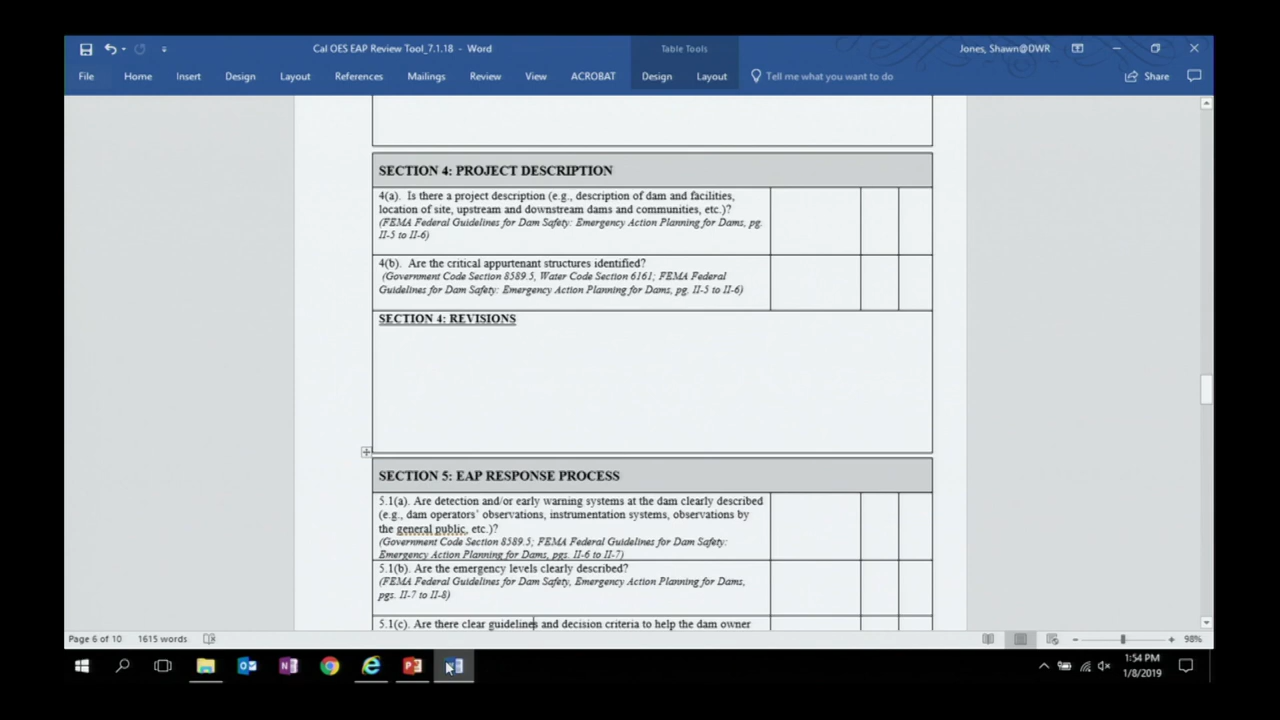 Cal OES EAP Review Tool_7.1.18 - Word
Table Tools
Jones, Shawn@DWR
File Home Insert Design Layout References Mailings Review View ACROBAT Design Layout Tell me what you want to do Share
SECTION 4: PROJECT DESCRIPTION
4(a). Is there a project description (e.g., description of dam and facilities,
location of site, upstream and downstream dams and communities, etc.)?
(FEMA Federal Guidelines for Dam Safety: Emergency Action Planning for Dams, pg.
II-5 to II-6)
4(b). Are the critical appurtenant structures identified?
(Government Code Section 8589.5, Water Code Section 6161; FEMA Federal
Guidelines for Dam Safety: Emergency Action Planning for Dams, pg. II-5 to II-6)
SECTION 4: REVISIONS
SECTION 5: EAP RESPONSE PROCESS
5.1(a). Are detection and/or early warning systems at the dam clearly described
(e.g., dam operators' observations, instrumentation systems, observations by
the general public, etc.)?
(Government Code Section 8589.5; FEMA Federal Guidelines for Dam Safety:
Emergency Action Planning for Dams, pgs. II-6 to II-7)
5.1(b). Are the emergency levels clearly described?
(FEMA Federal Guidelines for Dam Safety, Emergency Action Planning for Dams,
pgs. II-7 to II-8)
5.1(c). Are there clear guidelines and decision criteria to help the dam owner
Page 6 of 10 1615 words 98%
1:54 PM
1/8/2019